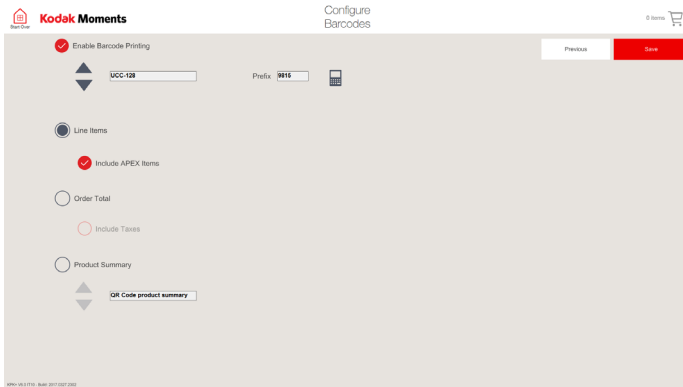 Configure
Barcodes
Start Over
Kodak Moments
0 Items
Enable Barcode Printing
Previous
Save
UCC-128
Prefix 9815
Line Items
Include APEX Items
Order Total
Include Taxes
Product Summary
QR Code product summary